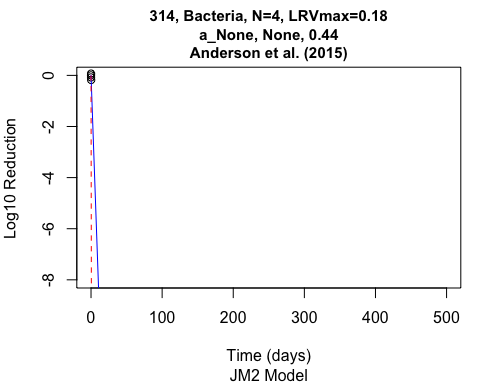 314, Bacteria, N=4, LRVmax=0.18
a_None, None, 0.44
Anderson et al. (2015)
Log10 Reduction
0
-2
-4
-6
-8
0 100 200 300 400 500
Time (days)
JM2 Model